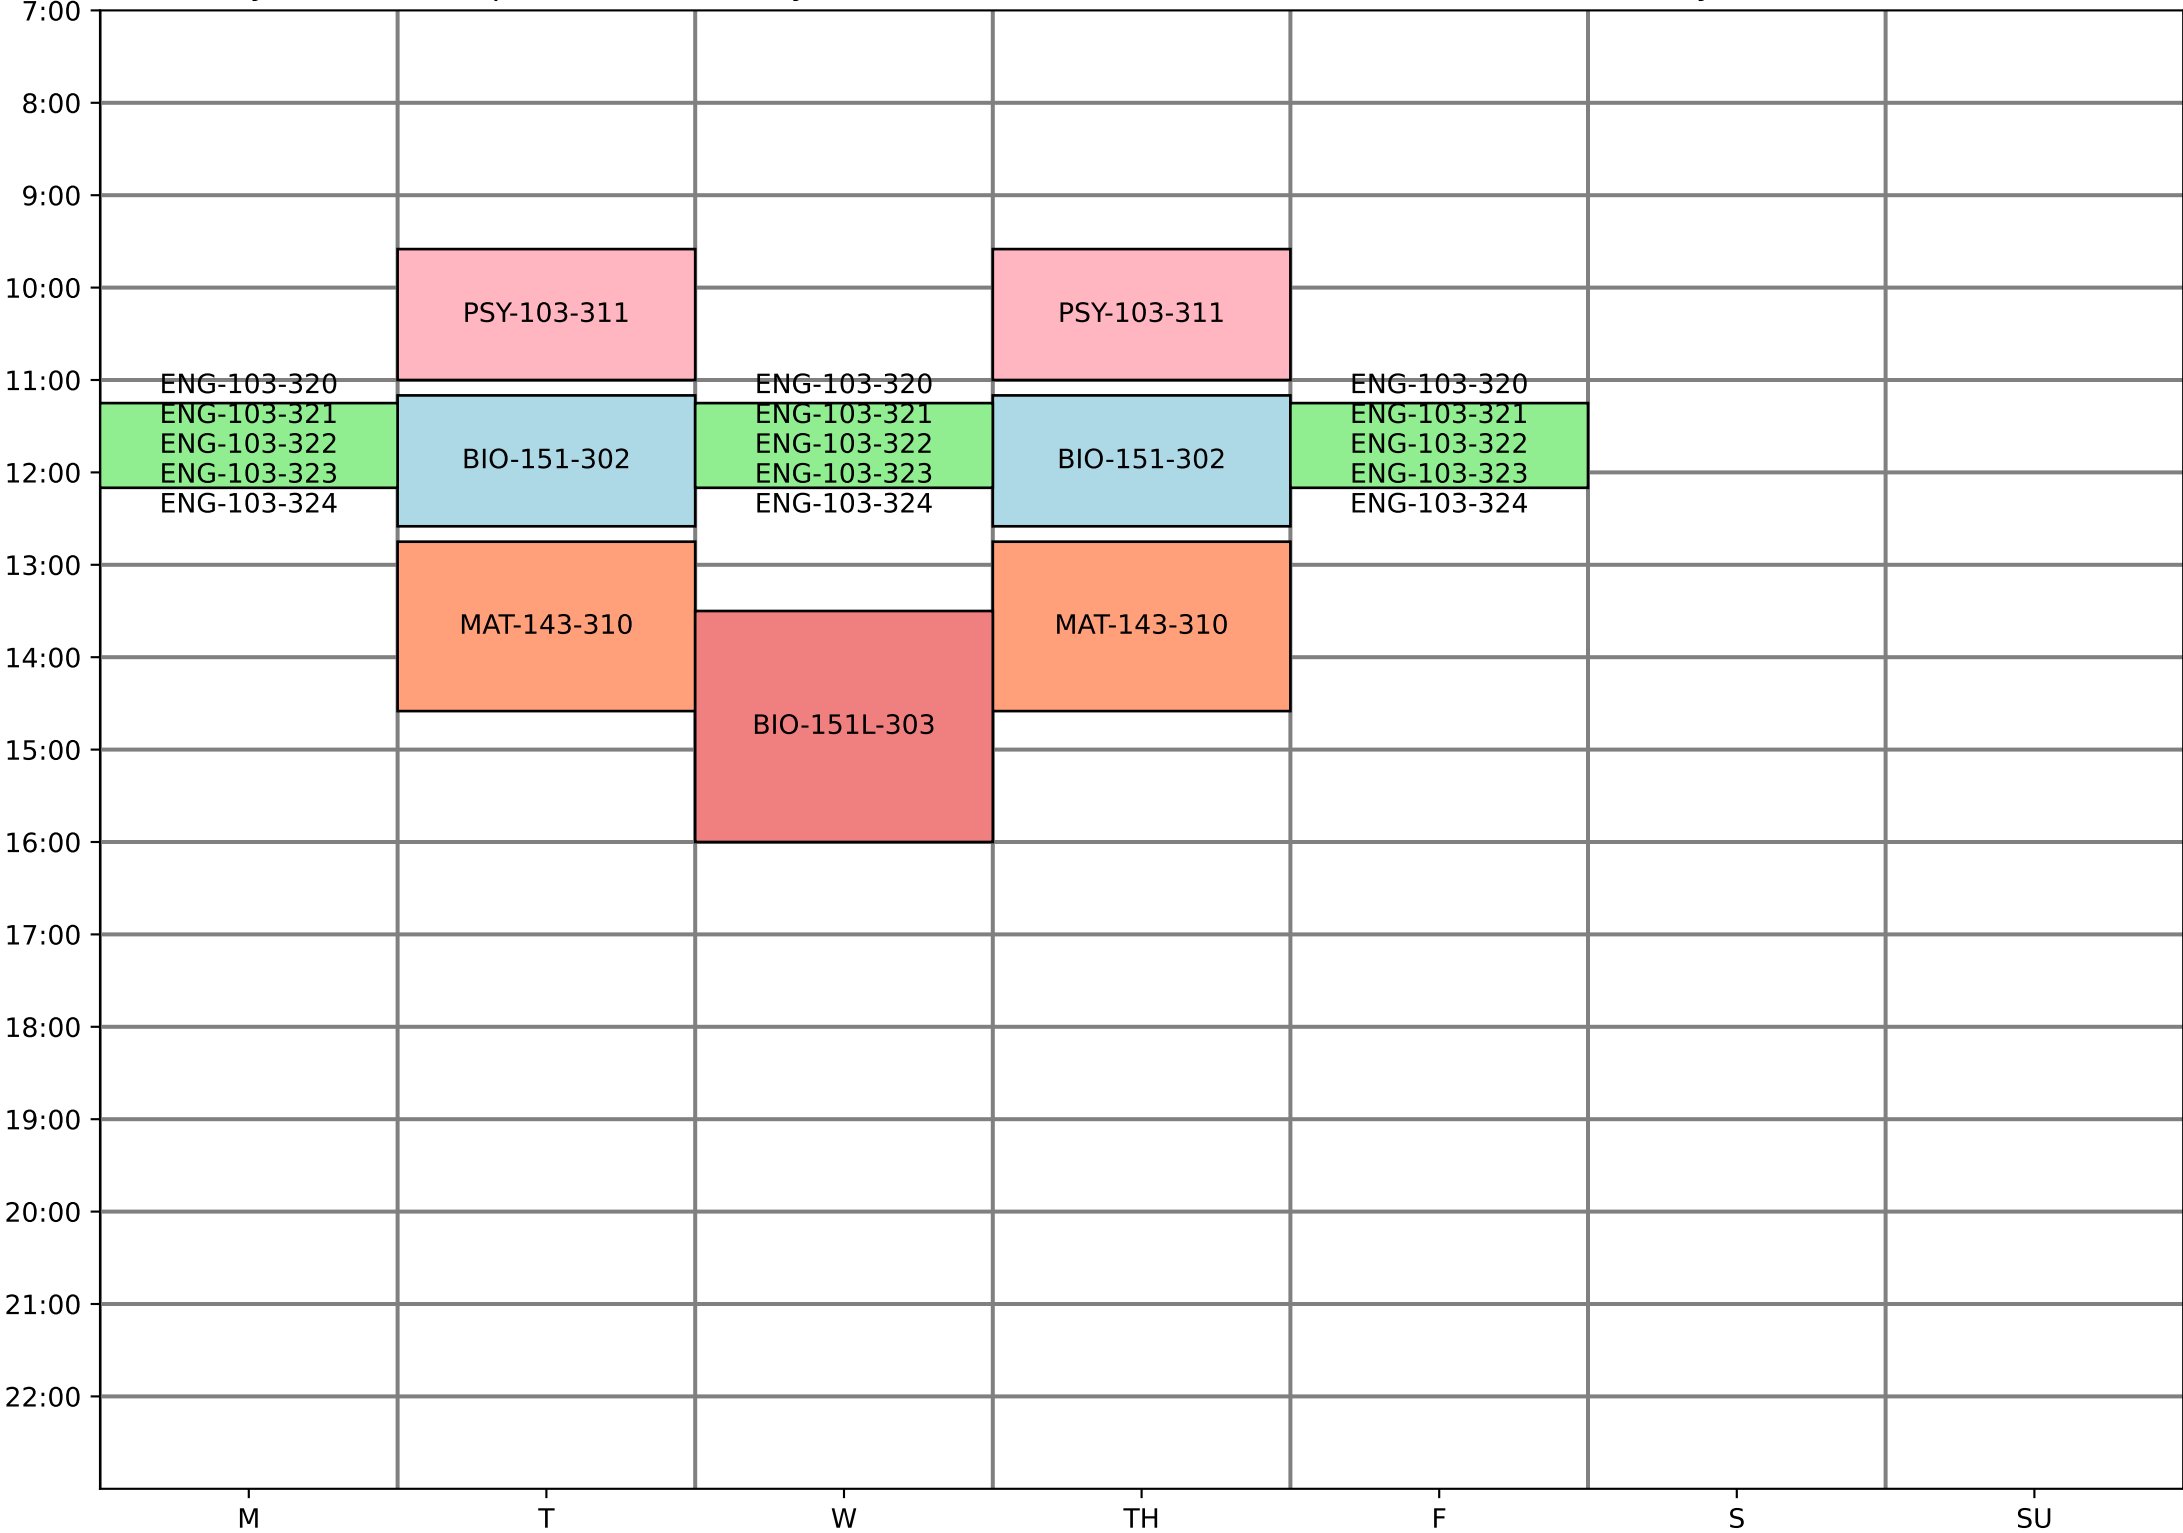 7:00
8:00
9:00
10:00
11:00
12:00
13:00
14:00
15:00
16:00
17:00
18:00
19:00
20:00
21:00
22:00
ENG-103-320
ENG-103-321
ENG-103-322
ENG-103-323
ENG-103-324
PSY-103-311
BIO-151-302
MAT-143-310
ENG-103-320
ENG-103-321
ENG-103-322
ENG-103-323
ENG-103-324
BIO-151L-303
PSY-103-311
BIO-151-302
MAT-143-310
ENG-103-320
ENG-103-321
ENG-103-322
ENG-103-323
ENG-103-324
M T W TH F S SU